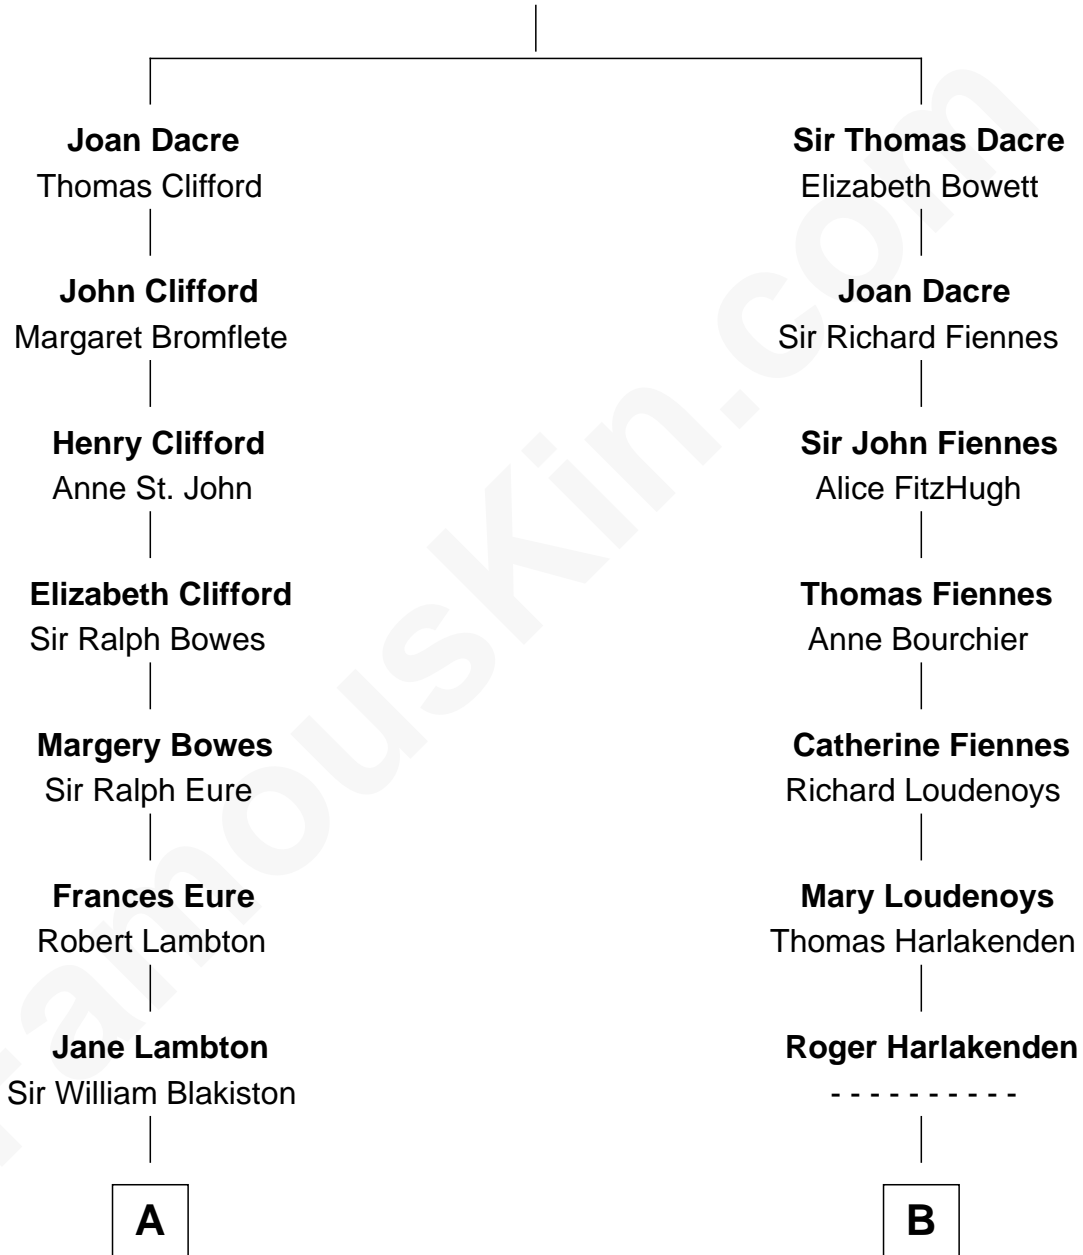 Joan Dacre
Thomas Clifford
John Clifford
Margaret Bromflete
Henry Clifford
Anne St. John
Elizabeth Clifford
Sir Ralph Bowes
Margery Bowes
Sir Ralph Eure
Frances Eure
Robert Lambton
Jane Lambton
Sir William Blakiston
A
Sir Thomas Dacre
Elizabeth Bowett
Joan Dacre
Sir Richard Fiennes
Sir John Fiennes
Alice FitzHugh
Thomas Fiennes
Anne Bourchier
Catherine Fiennes
Richard Loudenoys
Mary Loudenoys
Thomas Harlakenden
Roger Harlakenden
- - - - - - - - - -
B
FamousKin.com